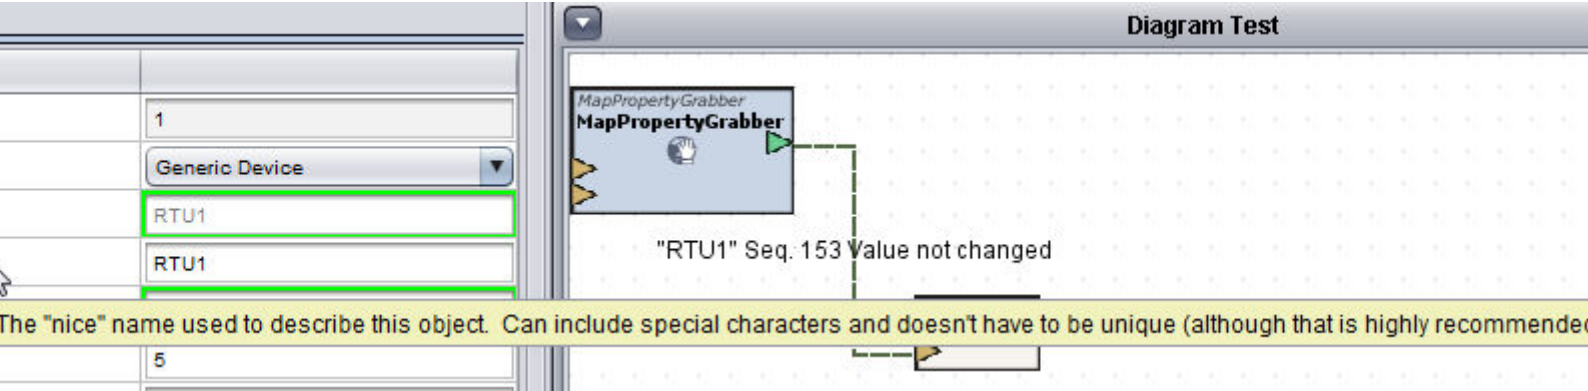 Diagram Test
1
Generic Device
RTU1
RTU1
5
MapPropertyGrabber
MapPropertyGrabber
"RTU1" Seq. 153 Value not changed
The "nice" name used to describe this object.  Can include special characters and doesn't have to be unique (although that is highly recommended